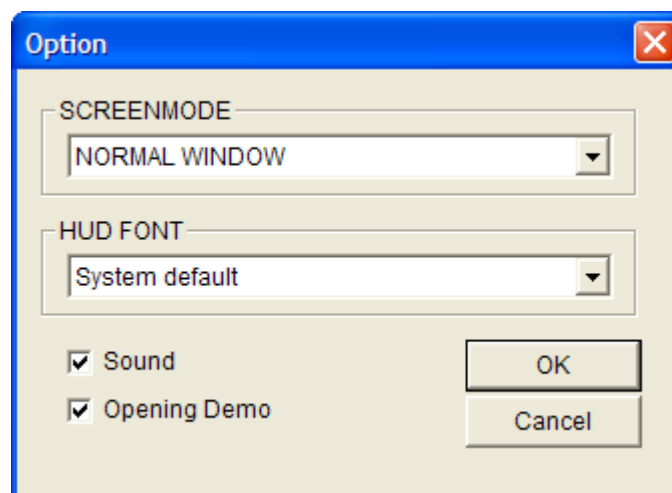 Option
SCREENMODE
NORMAL WINDOW
HUD FONT
System default
Sound
OK
Opening Demo
Cancel